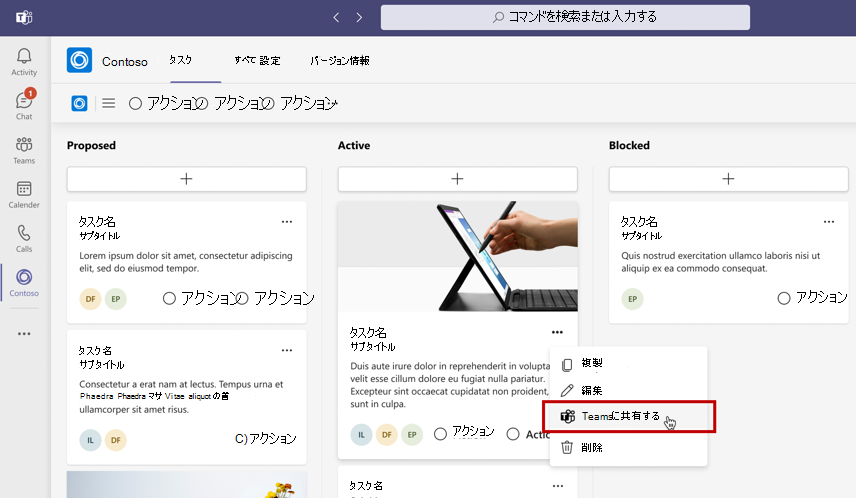 コマンドを検索または入力する
Activity
1
Chat
Teams
Calender
Calls
Contoso
Contoso
タスク
すべて 設定
バージョン情報
アクション
アクション
アクション
Proposed
タスク名
サブタイトル
Lorem ipsum dolor sit amet, consectetur adipiscing
elit, sed do eiusmod tempor.
DF
EP
アクション
アクション
タスク名
サブタイトル
Consectetur a erat nam at lectus. Tempus urna et
Phaedra Phaedra マサ Vitae aliquotの首
ullamcorper sit amet risus.
IL
DF
C)アクション
Active
タスク名
サブタイトル
Duis aute irure dolor in reprehenderit in volupta
velit esse cillum dolore eu fugiat nulla pariatur.
Excepteur sint occaecat cupidatat non proident,
sunt in culpa.
IL
DF
EP
アクション
Actic
タスク名
複製
編集
Teamsに共有する
削除
Blocked
タスク名
サブタイトル
Quis nostrud exercitation ullamco laboris nisi ut
aliquip ex ea commodo consequat.
EP
アクション